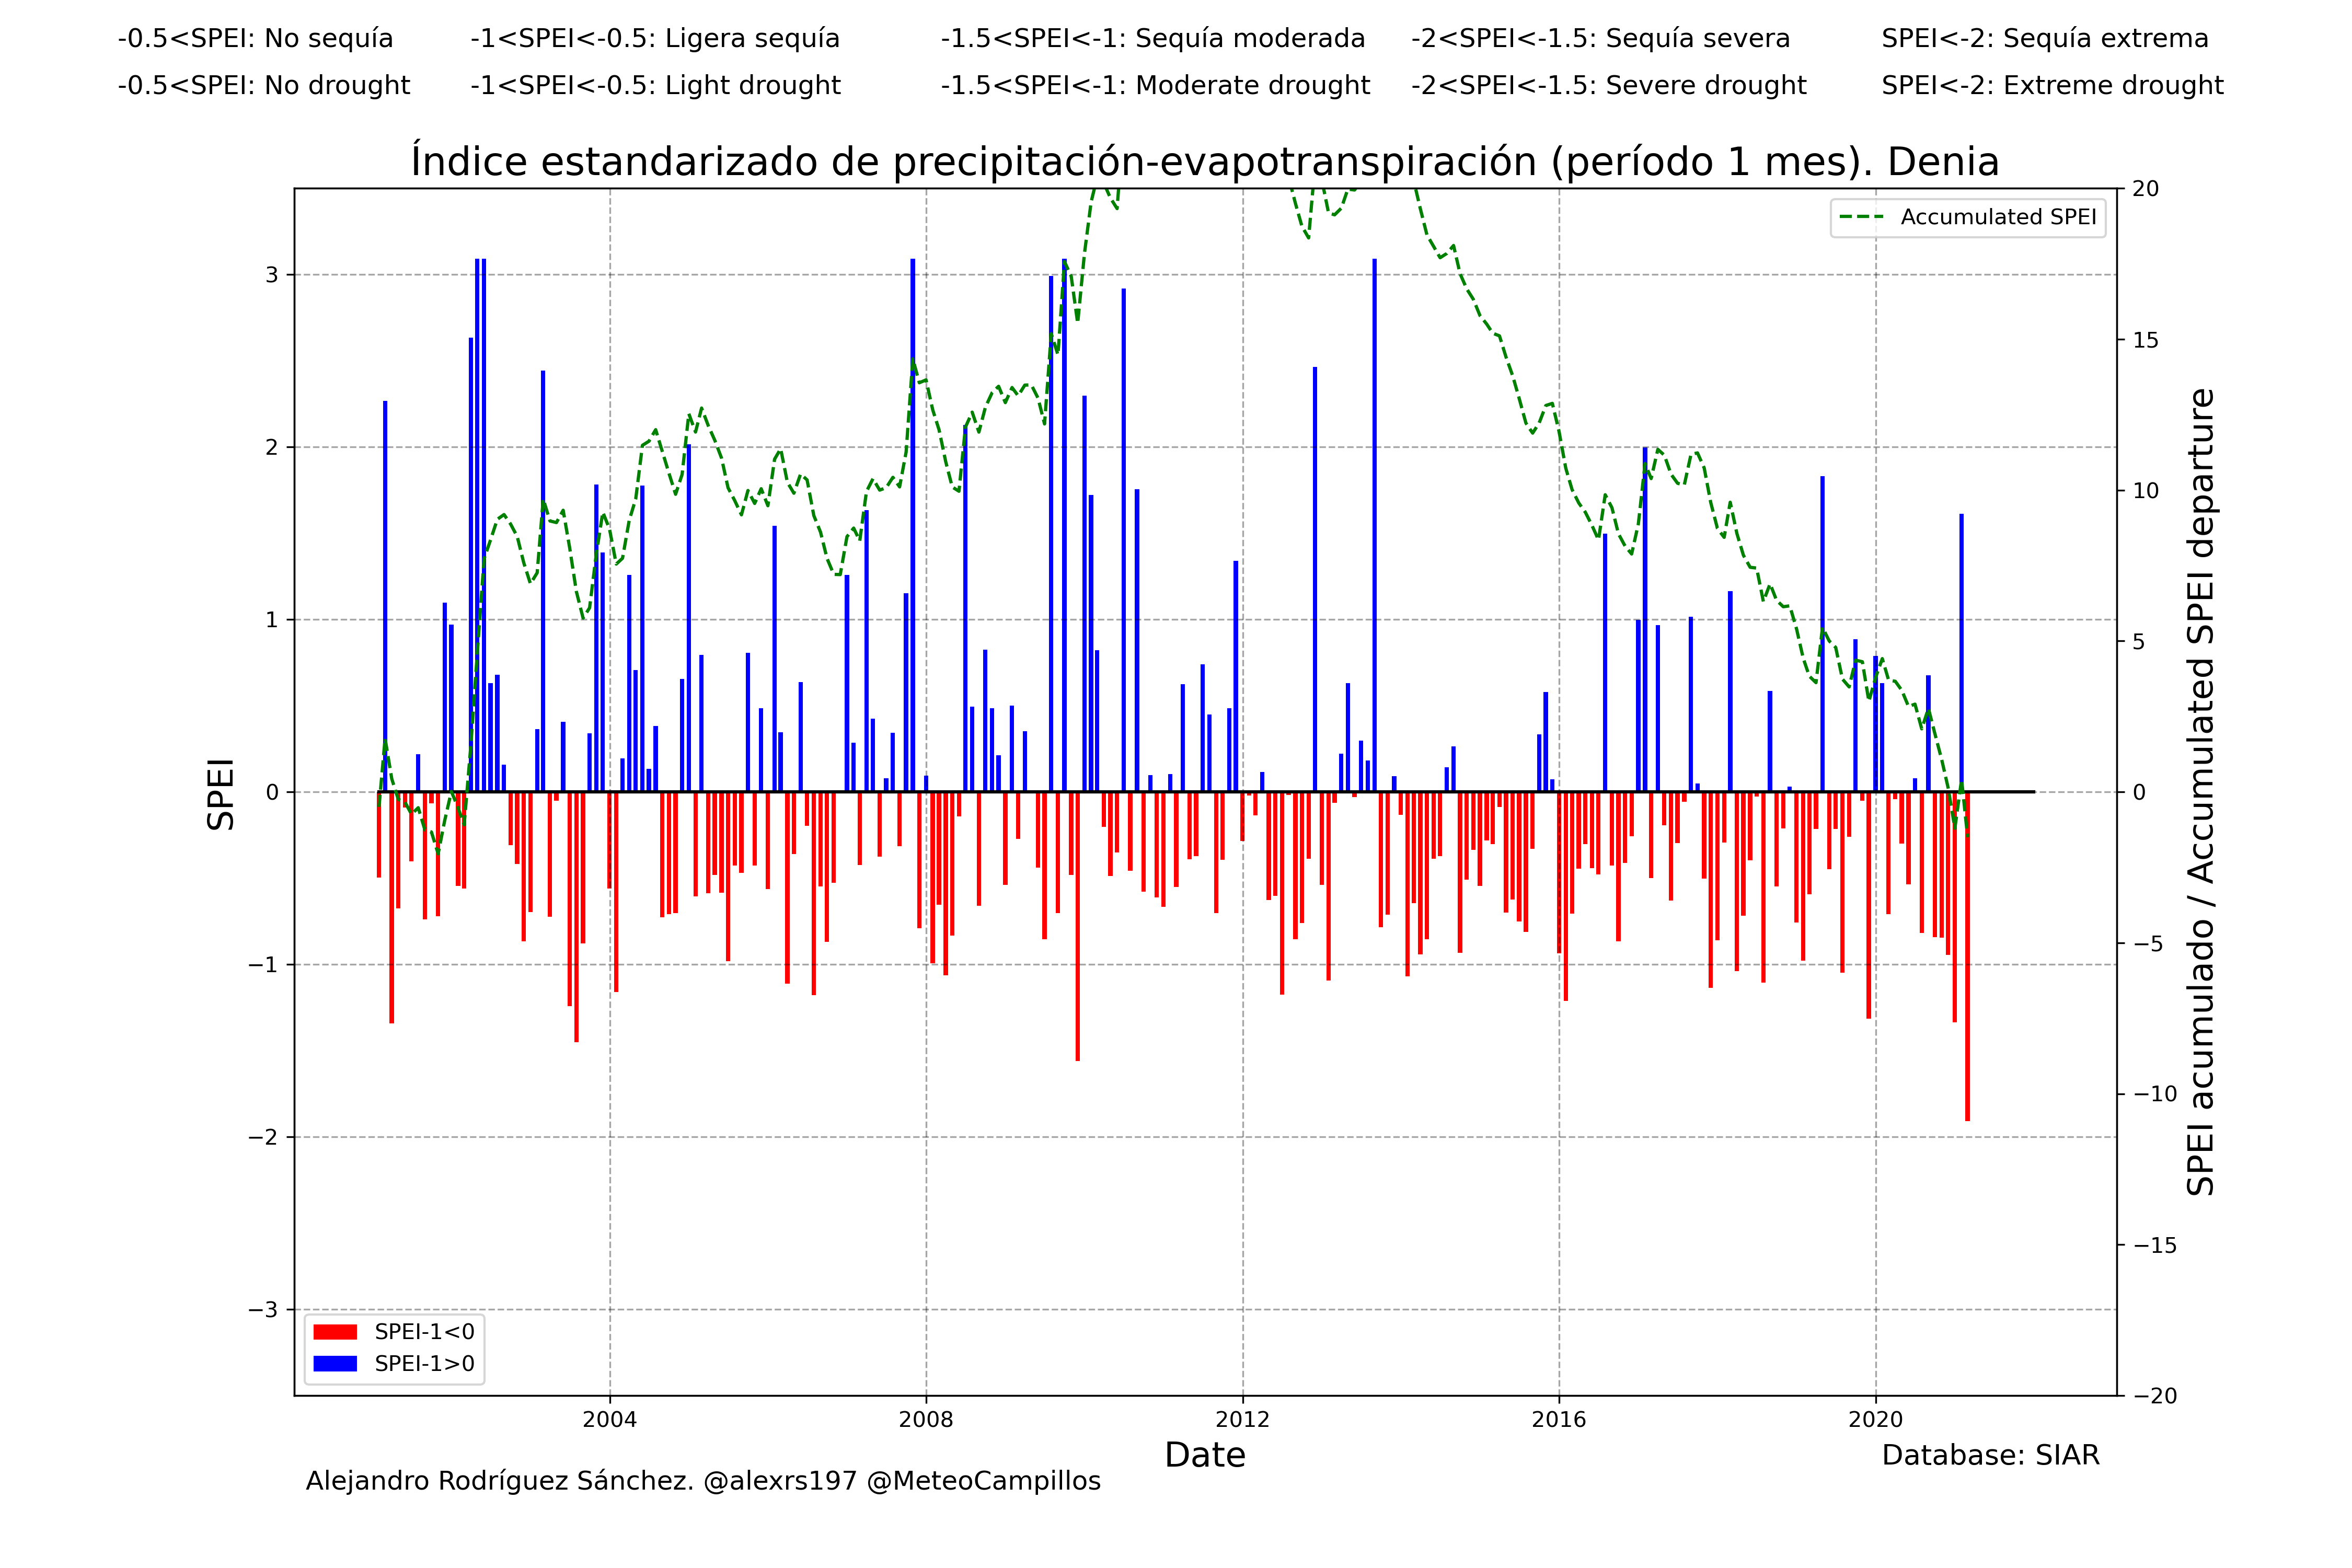 -0.5<SPEI: No sequía -1<SPEI<-0.5: Ligera sequía -1.5<SPEI<-1: Sequía moderada -2<SPEI<-1.5: Sequía severa SPEI<-2: Sequía extrema
-0.5<SPEI: No drought -1<SPEI<-0.5: Light drought -1.5<SPEI<-1: Moderate drought -2<SPEI<-1.5: Severe drought SPEI<-2: Extreme drought
Índice estandarizado de precipitación-evapotranspiración (período 1 mes). Denia
Accumulated SPEI
SPEI
3
2
1
0
−1
−2
−3
20
15
10
5
0
−5
−10
−15
−20
SPEI acumulado / Accumulated SPEI departure
SPEI-1<0
SPEI-1>0
2004 2008 2012 2016 2020
Date
Database: SIAR
Alejandro Rodríguez Sánchez. @alexrs197 @MeteoCampillos